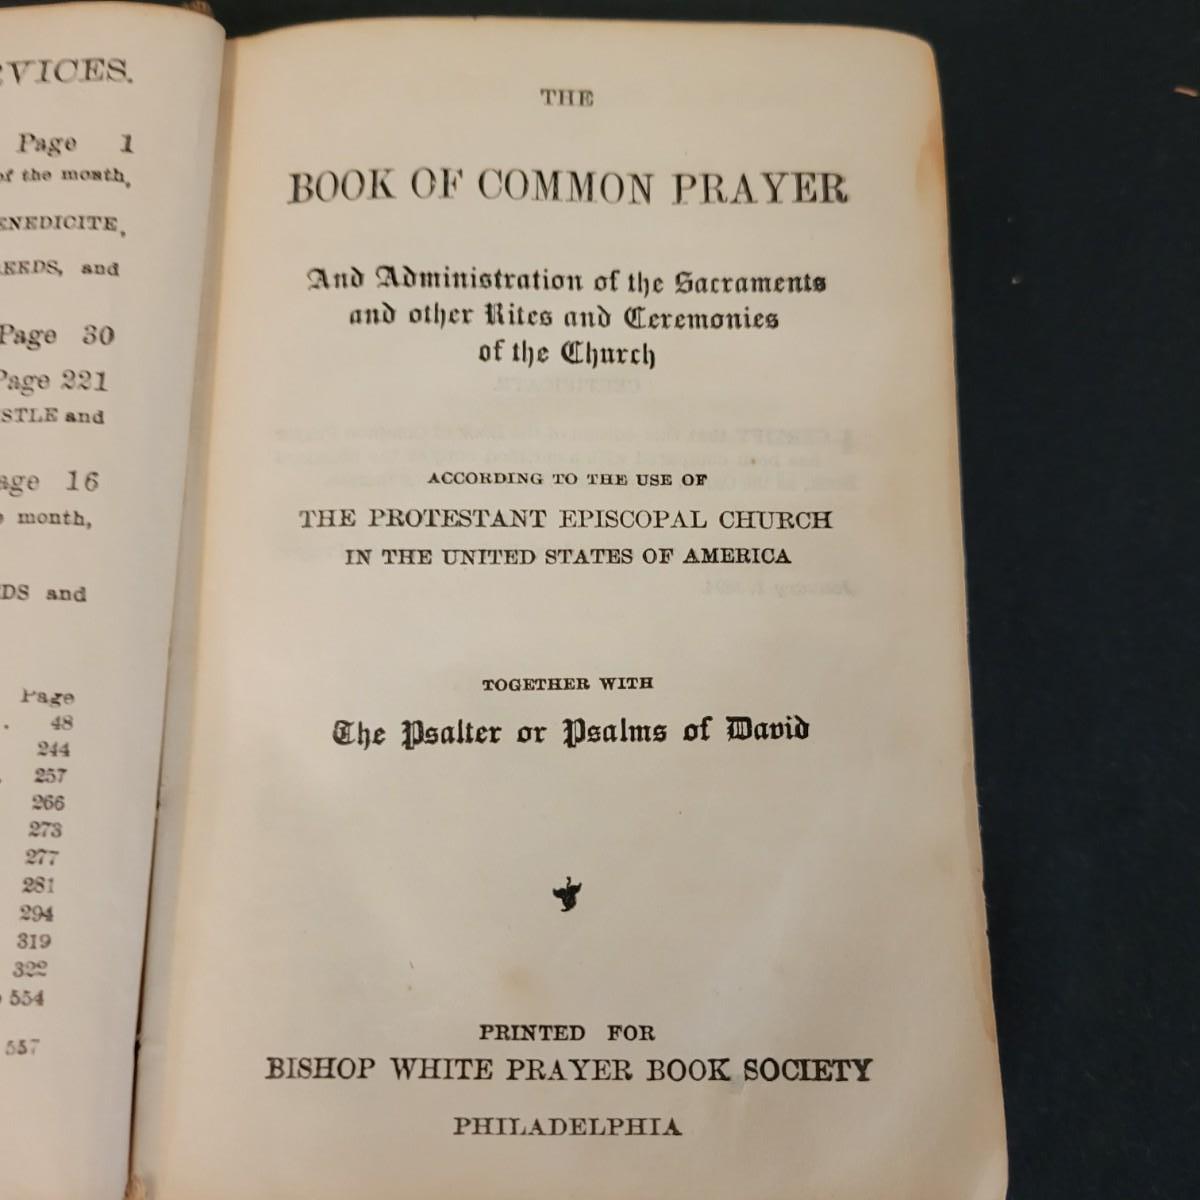 VICES.
Page 1
of the month,
ENEDICITE,
REEDS, and
Page 30
Page 221
STLE and
age 16
month,
DS and
Page
. 48
244
257
266
273
277
281
294
319
322
554
557
THE
BOOK OF COMMON PRAYER
And Administration of the Sacraments
and other Rites and Ceremonies
of the Church
ACCORDING TO THE USE OF
THE PROTESTANT EPISCOPAL CHURCH
IN THE UNITED STATES OF AMERICA
TOGETHER WITH
The Psalter or Psalms of David
PRINTED FOR
BISHOP WHITE PRAYER BOOK SOCIETY
PHILADELPHIA